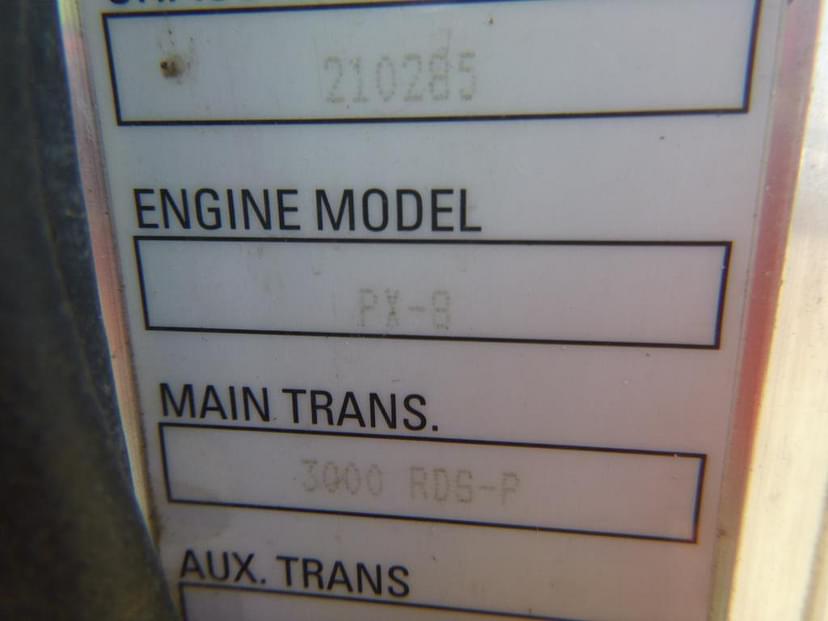 210285
ENGINE MODEL
PX-8
MAIN TRANS.
3000 RDS-P
AUX. TRANS